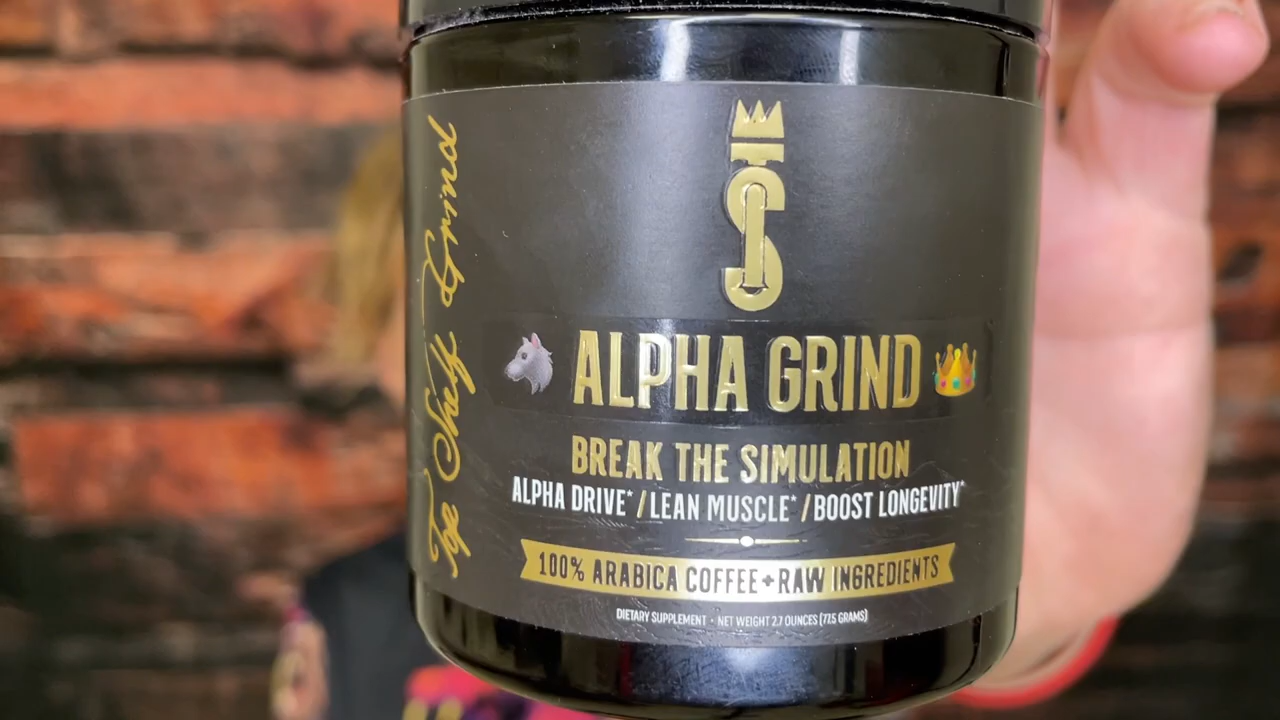 Top Shelf Grind
TS
ALPHA GRIND
BREAK THE SIMULATION
ALPHA DRIVE* / LEAN MUSCLE* / BOOST LONGEVITY*
100% ARABICA COFFEE + RAW INGREDIENTS
DIETARY SUPPLEMENT • NET WEIGHT 2.7 OUNCES (77.5 GRAMS)